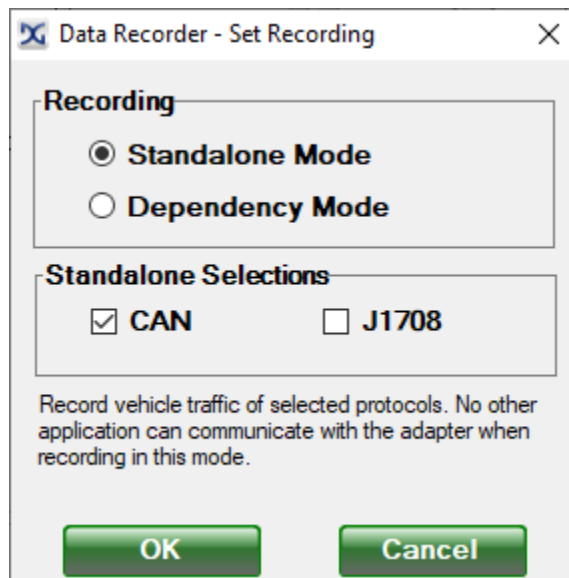 Data Recorder - Set Recording
Recording
Standalone Mode
Dependency Mode
Standalone Selections
CAN J1708
Record vehicle traffic of selected protocols. No other
application can communicate with the adapter when
recording in this mode.
OK Cancel